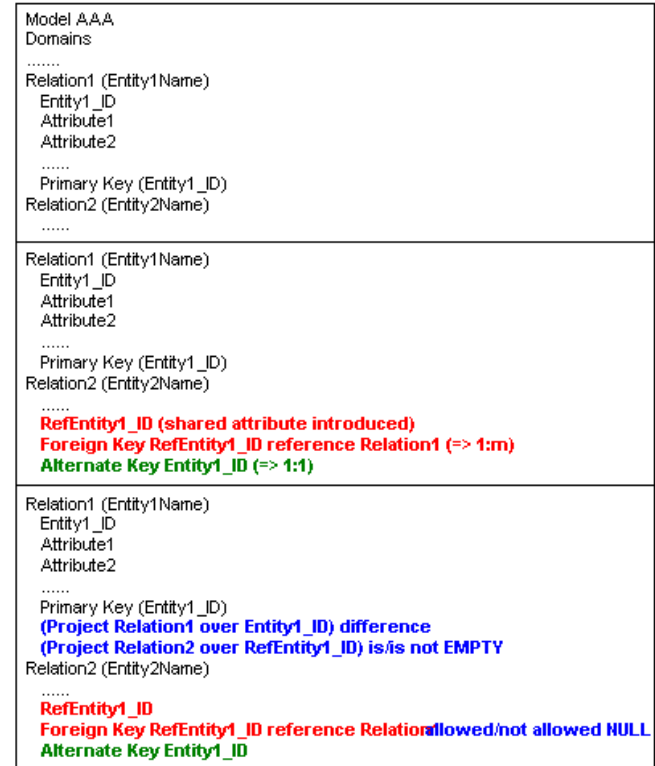 Model AAA
Domains
.......
Relation1 (Entity1Name)
Entity1_ID
Attribute1
Attribute2
......
Primary Key (Entity1_ID)
Relation2 (Entity2Name)
......
Relation1 (Entity1Name)
Entity1_ID
Attribute1
Attribute2
......
Primary Key (Entity1_ID)
Relation2 (Entity2Name)
......
RefEntity1_ID (shared attribute introduced)
Foreign Key RefEntity1_ID reference Relation1 (=> 1:m)
Alternate Key Entity1_ID (=> 1:1)
Relation1 (Entity1Name)
Entity1_ID
Attribute1
Attribute2
......
Primary Key (Entity1_ID)
(Project Relation1 over Entity1_ID) difference
(Project Relation2 over RefEntity1_ID) is/is not EMPTY
Relation2 (Entity2Name)
......
RefEntity1_ID
Foreign Key RefEntity1_ID reference Relation1 allowed/not allowed NULL
Alternate Key Entity1_ID